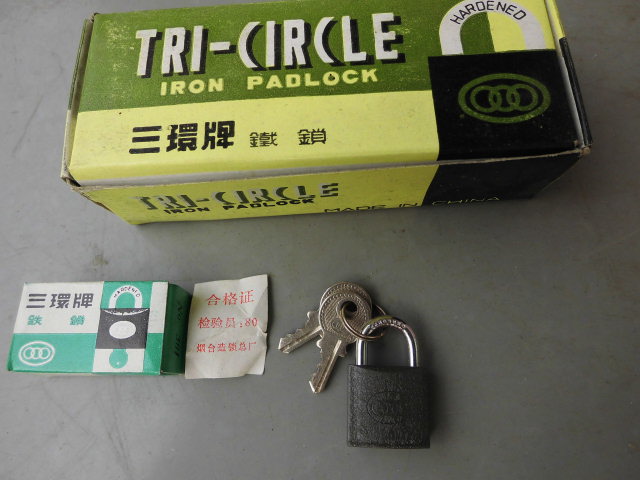 TRI-CIRCLE
IRON PADLOCK
HARDENED
三環牌 鐵鎖
TRI-CIRCLE
IRON PADLOCK
MADE IN CHINA
三環牌
鉄鎖
HARDENED
合格证
检验员:80
烟台造锁总厂